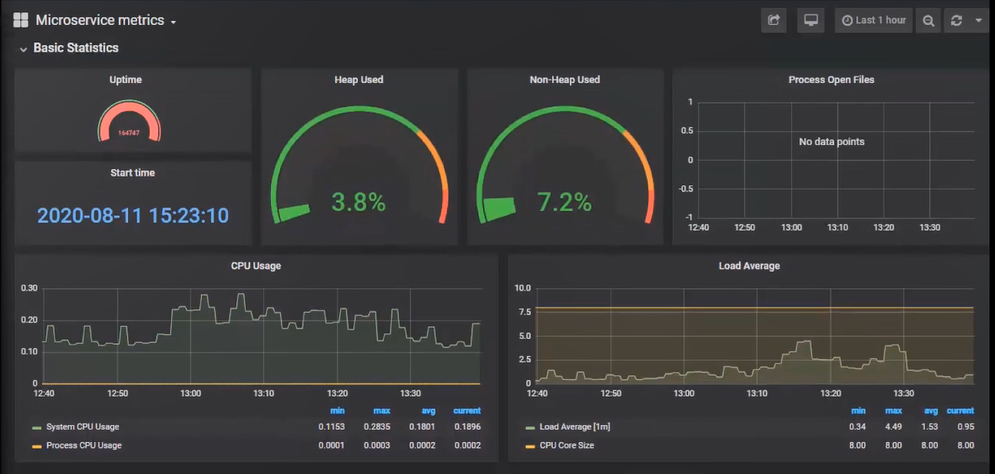 Microservice metrics
Last 1 hour
Basic Statistics
Uptime
164747
Start time
2020-08-11 15:23:10
Heap Used
3.8%
Non-Heap Used
7.2%
Process Open Files
1
0.5
0
-0.5
-1
No data points
12:40 12:50 13:00 13:10 13:20 13:30
CPU Usage
0.30
0.20
0.10
0
12:40 12:50 13:00 13:10 13:20 13:30
min max avg current
System CPU Usage 0.1153 0.2835 0.1801 0.1896
Process CPU Usage 0.0001 0.0003 0.0002 0.0002
Load Average
10.0
7.5
5.0
2.5
0
12:40 12:50 13:00 13:10 13:20 13:30
min max avg current
Load Average [1m] 0.34 4.49 1.53 0.95
CPU Core Size 8.00 8.00 8.00 8.00